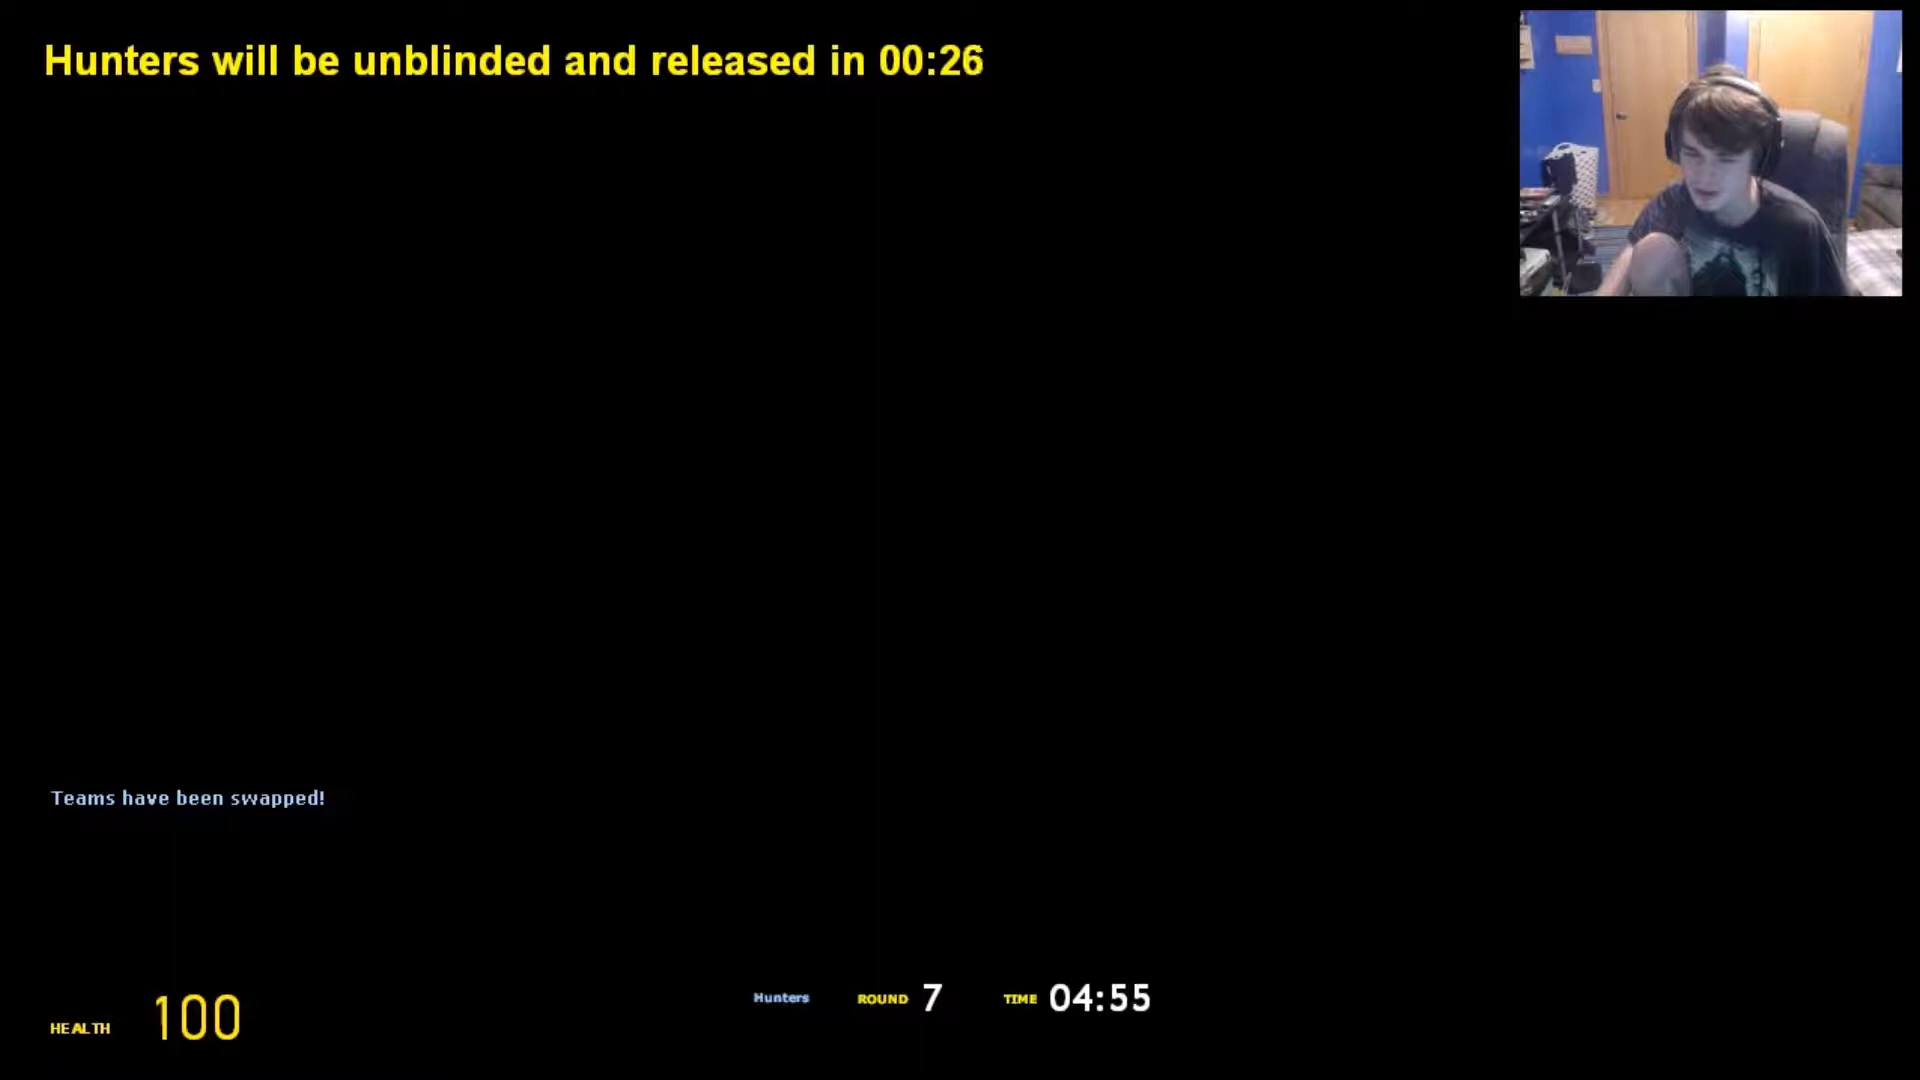 Hunters will be unblinded and released in 00:26
Teams have been swapped!
HEALTH 100
Hunters ROUND 7 TIME 04:55